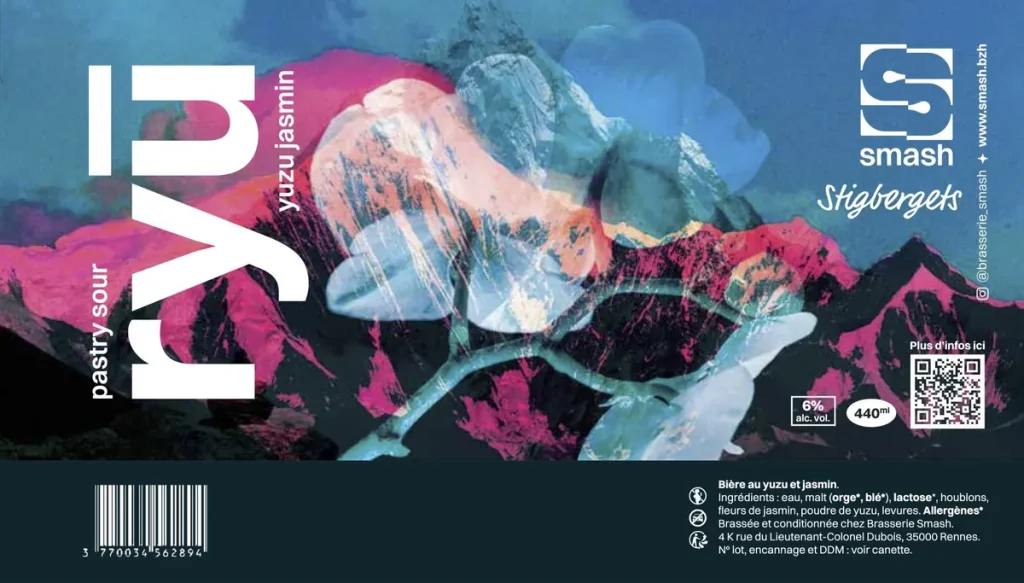 pastry sour
ryū
yuzu jasmin
smash
Stigbergets
@brasserie_smash ✦ www.smash.bzh
Plus d'infos ici
6%
alc. vol.
440ml
3 770034 562894
Bière au yuzu et jasmin.
Ingrédients : eau, malt (orge*, blé*), lactose*, houblons,
fleurs de jasmin, poudre de yuzu, levures. Allergènes*
Brassée et conditionnée chez Brasserie Smash.
4 K rue du Lieutenant-Colonel Dubois, 35000 Rennes.
N° lot, encannage et DDM : voir canette.